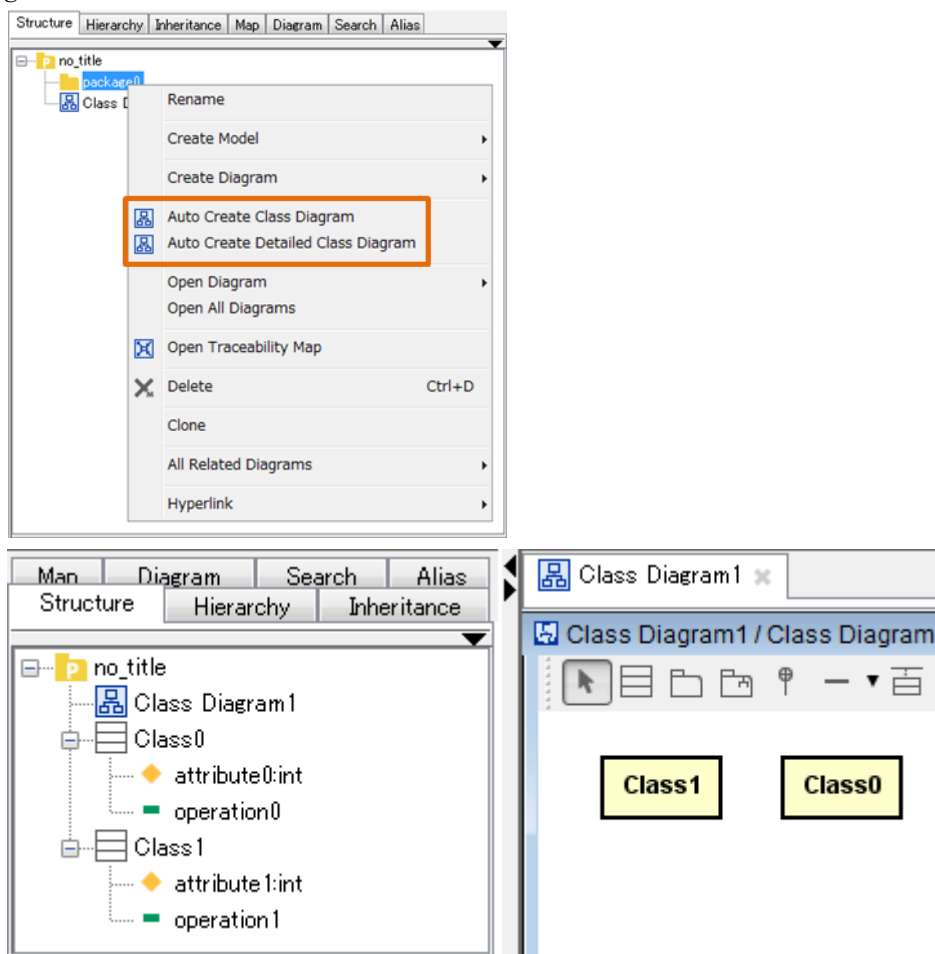 Structure Hierarchy Inheritance Map Diagram Search Alias
no_title
package0
Class D
Rename
Create Model
Create Diagram
Auto Create Class Diagram
Auto Create Detailed Class Diagram
Open Diagram
Open All Diagrams
Open Traceability Map
Delete Ctrl+D
Clone
All Related Diagrams
Hyperlink
Map Diagram Search Alias
Structure Hierarchy Inheritance
no_title
Class Diagram1
Class0
attribute0:int
operation0
Class1
attribute1:int
operation1
Class Diagram1
Class Diagram1 / Class Diagram
Class1 Class0